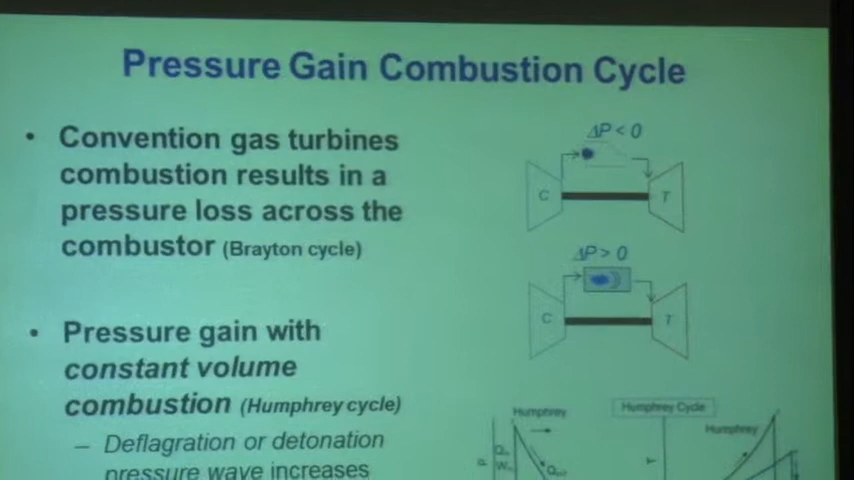 Pressure Gain Combustion Cycle
• Convention gas turbines
combustion results in a
pressure loss across the
combustor (Brayton cycle)
• Pressure gain with
constant volume
combustion (Humphrey cycle)
– Deflagration or detonation
pressure wave increases
ΔP < 0
C
T
ΔP > 0
C
T
Humphrey
Humphrey Cycle
Humphrey
P
T